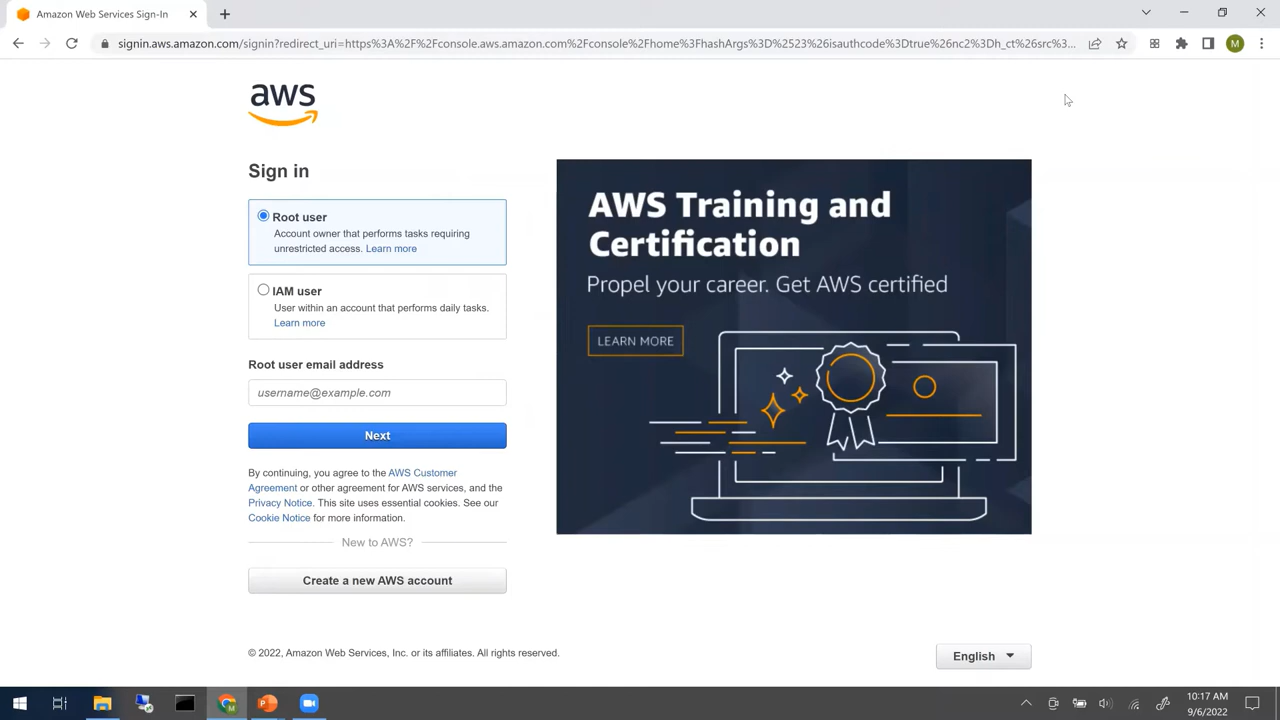 Amazon Web Services Sign-In
signin.aws.amazon.com/signin?redirect_uri=https%3A%2F%2Fconsole.aws.amazon.com%2Fconsole%2Fhome%3FhashArgs%3D%2523%26isauthcode%3Dtrue%26nc2%3Dh_ct%26src%3...
M
aws
Sign in
Root user
Account owner that performs tasks requiring
unrestricted access. Learn more
IAM user
User within an account that performs daily tasks.
Learn more
Root user email address
username@example.com
Next
By continuing, you agree to the AWS Customer
Agreement or other agreement for AWS services, and the
Privacy Notice. This site uses essential cookies. See our
Cookie Notice for more information.
New to AWS?
Create a new AWS account
AWS Training and
Certification
Propel your career. Get AWS certified
LEARN MORE
© 2022, Amazon Web Services, Inc. or its affiliates. All rights reserved.
English
10:17 AM
9/6/2022